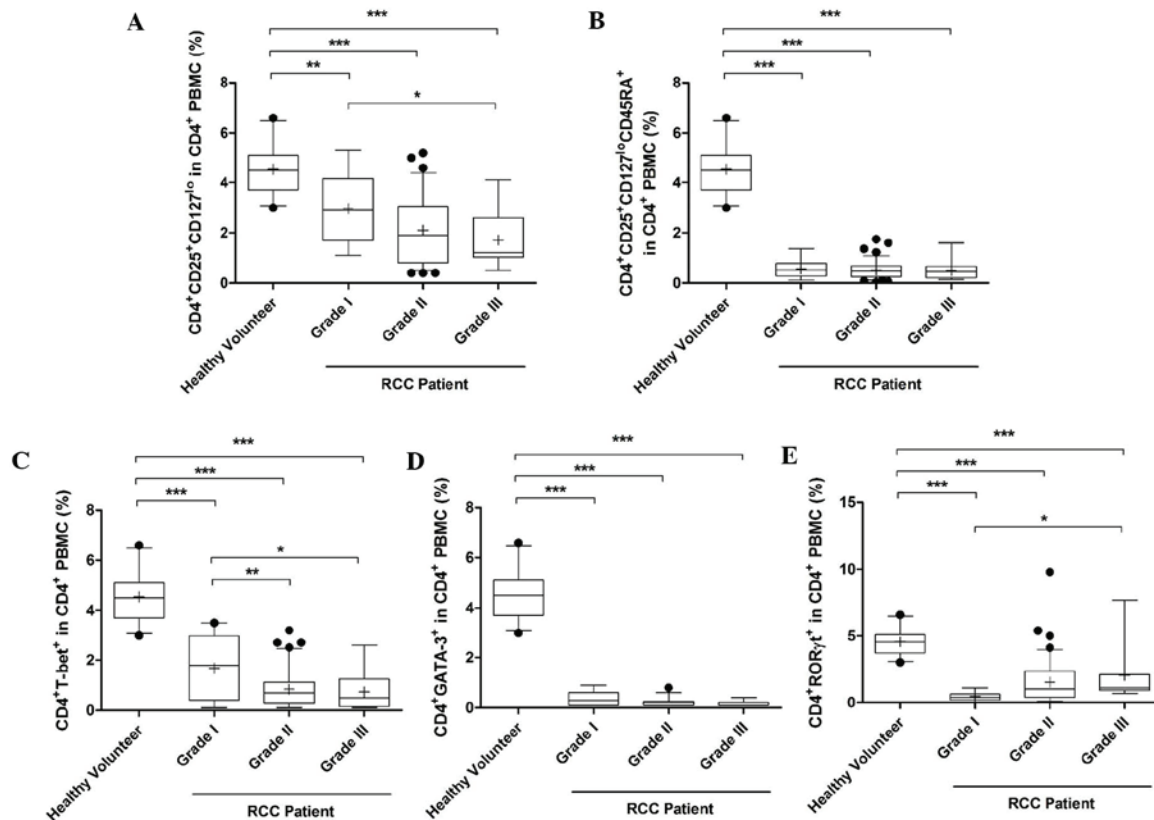 A
***
***
**
*
CD4⁺CD25⁺CD127ˡᵒ in CD4⁺ PBMC (%)
8
6
4
2
0
Healthy Volunteer
Grade I
Grade II
Grade III
RCC Patient
B
***
***
***
CD4⁺CD25⁺CD127ˡᵒCD45RA⁺
in CD4⁺ PBMC (%)
8
6
4
2
0
Healthy Volunteer
Grade I
Grade II
Grade III
RCC Patient
C
***
***
***
*
**
CD4⁺T-bet⁺ in CD4⁺ PBMC (%)
8
6
4
2
0
Healthy Volunteer
Grade I
Grade II
Grade III
RCC Patient
D
***
***
***
CD4⁺GATA-3⁺ in CD4⁺ PBMC (%)
8
6
4
2
0
Healthy Volunteer
Grade I
Grade II
Grade III
RCC Patient
E
***
***
***
*
CD4⁺RORγt⁺ in CD4⁺ PBMC (%)
15
10
5
0
Healthy Volunteer
Grade I
Grade II
Grade III
RCC Patient